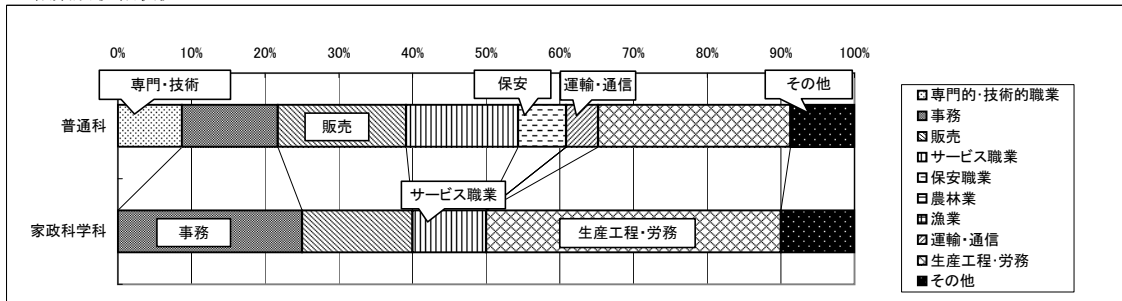 0% 10% 20% 30% 40% 50% 60% 70% 80% 90% 100%
専門・技術
保安
運輸・通信
その他
普通科
販売
サービス職業
家政科学科
事務
生産工程・労務
専門的・技術的職業
事務
販売
サービス職業
保安職業
農林業
漁業
運輸・通信
生産工程・労務
その他